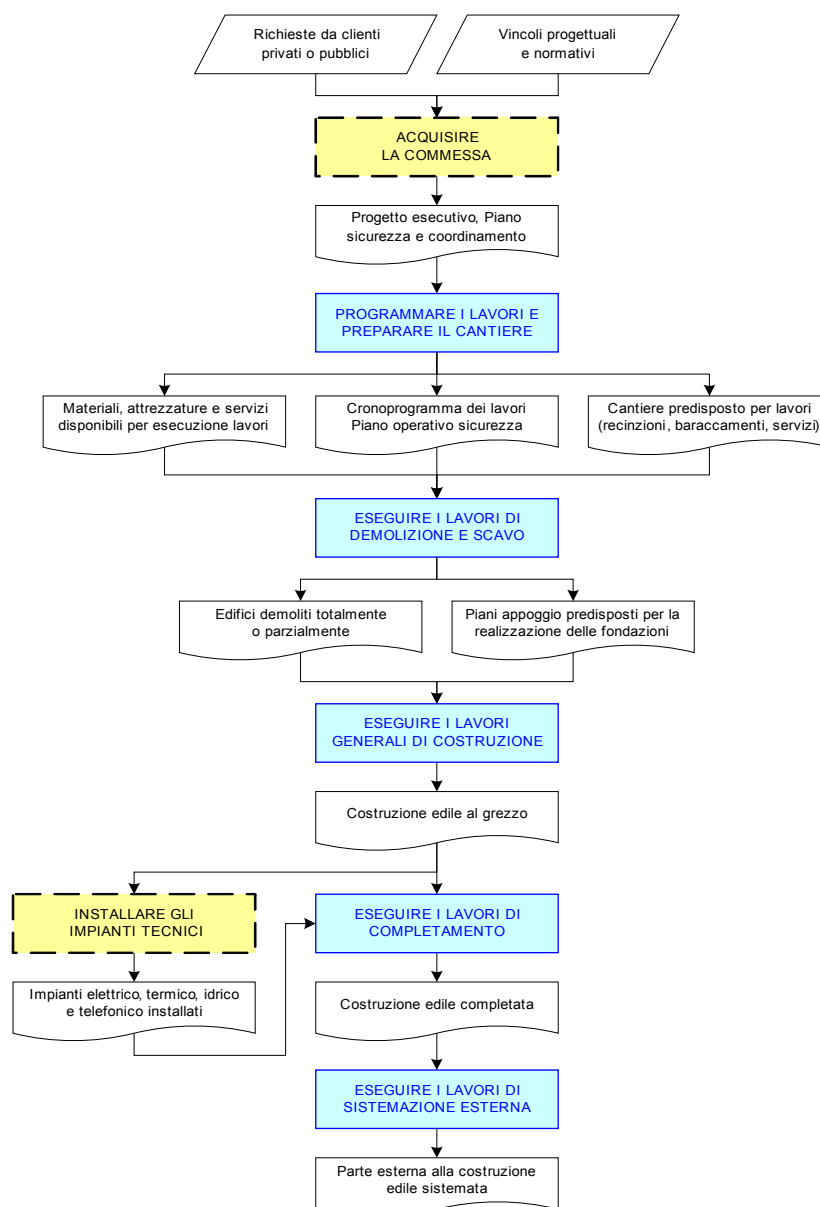 Richieste da clienti
privati o pubblici
Vincoli progettuali
e normativi
ACQUISIRE
LA COMMESSA
Progetto esecutivo, Piano
sicurezza e coordinamento
PROGRAMMARE I LAVORI E
PREPARARE IL CANTIERE
Materiali, attrezzature e servizi
disponibili per esecuzione lavori
Cronoprogramma dei lavori
Piano operativo sicurezza
Cantiere predisposto per lavori
(recinzioni, baraccamenti, servizi)
ESEGUIRE I LAVORI DI
DEMOLIZIONE E SCAVO
Edifici demoliti totalmente
o parzialmente
Piani appoggio predisposti per la
realizzazione delle fondazioni
ESEGUIRE I LAVORI
GENERALI DI COSTRUZIONE
Costruzione edile al grezzo
INSTALLARE GLI
IMPIANTI TECNICI
ESEGUIRE I LAVORI DI
COMPLETAMENTO
Impianti elettrico, termico, idrico
e telefonico installati
Costruzione edile completata
ESEGUIRE I LAVORI DI
SISTEMAZIONE ESTERNA
Parte esterna alla costruzione
edile sistemata